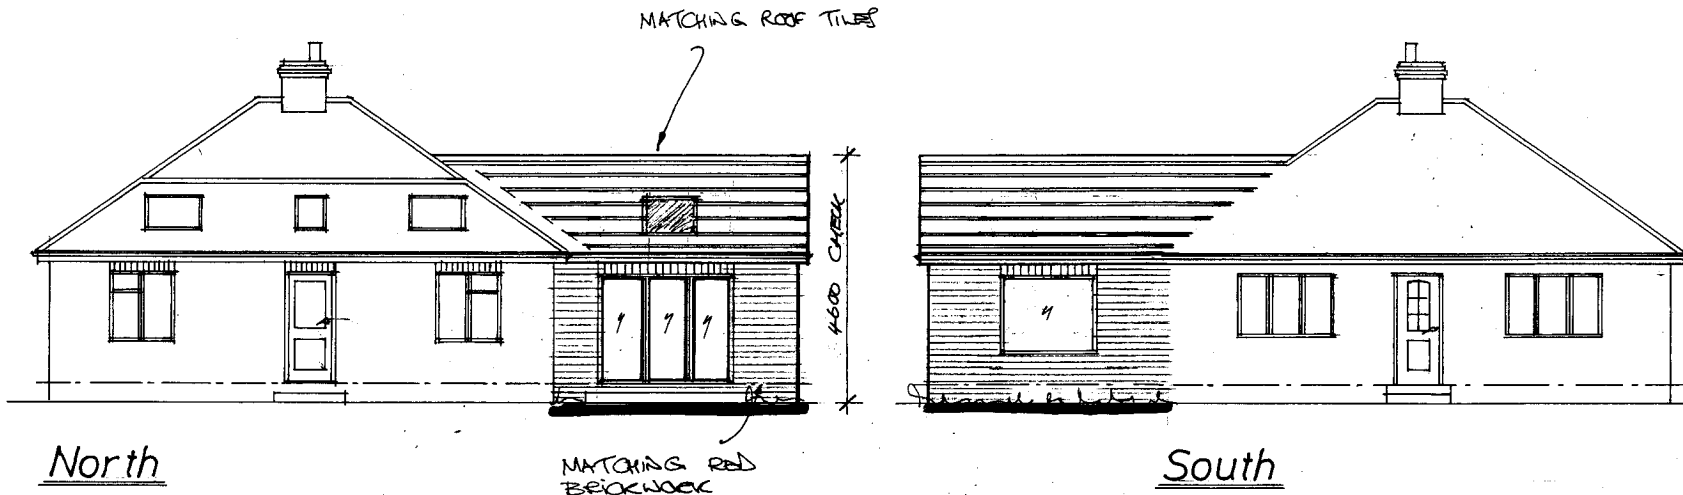 MATCHING ROOF TILES
4600 CHECK
North
MATCHING RED
BRICKWORK
South